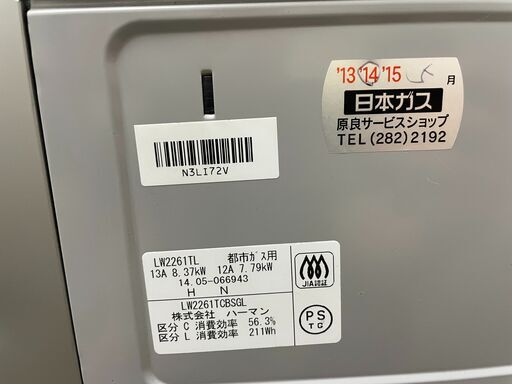 '13 '14 '15 月
日本ガス
原良サービスショップ
TEL(282)2192
N3LI72V
LW2261TL 都市ガス用
13A 8.37kW 12A 7.79kW
14.05-066943
H N
JIA認証
LW2261TCBSGL
株式会社 ハーマン
区分 C 消費効率 56.3%
区分 L 消費効率 211Wh
PS
TG